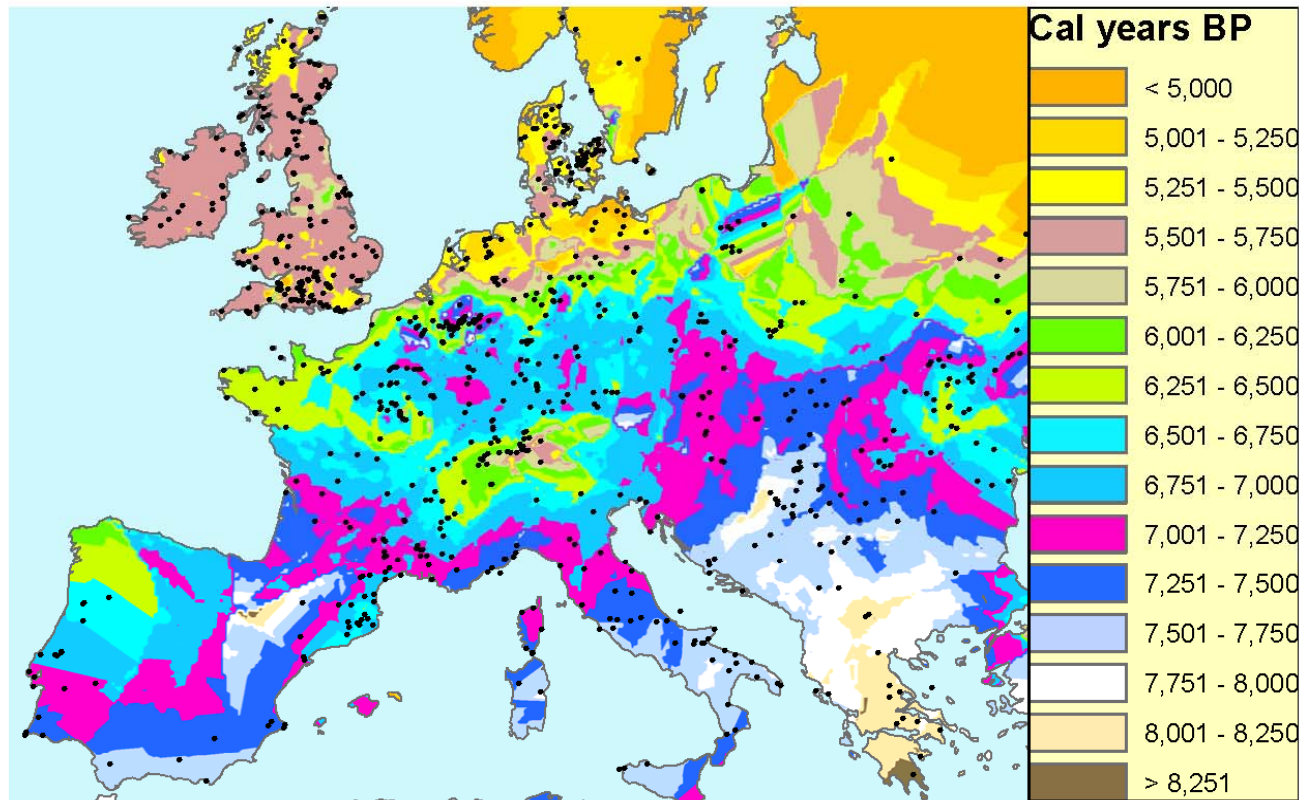 Cal years BP
< 5,000
5,001 - 5,250
5,251 - 5,500
5,501 - 5,750
5,751 - 6,000
6,001 - 6,250
6,251 - 6,500
6,501 - 6,750
6,751 - 7,000
7,001 - 7,250
7,251 - 7,500
7,501 - 7,750
7,751 - 8,000
8,001 - 8,250
> 8,251